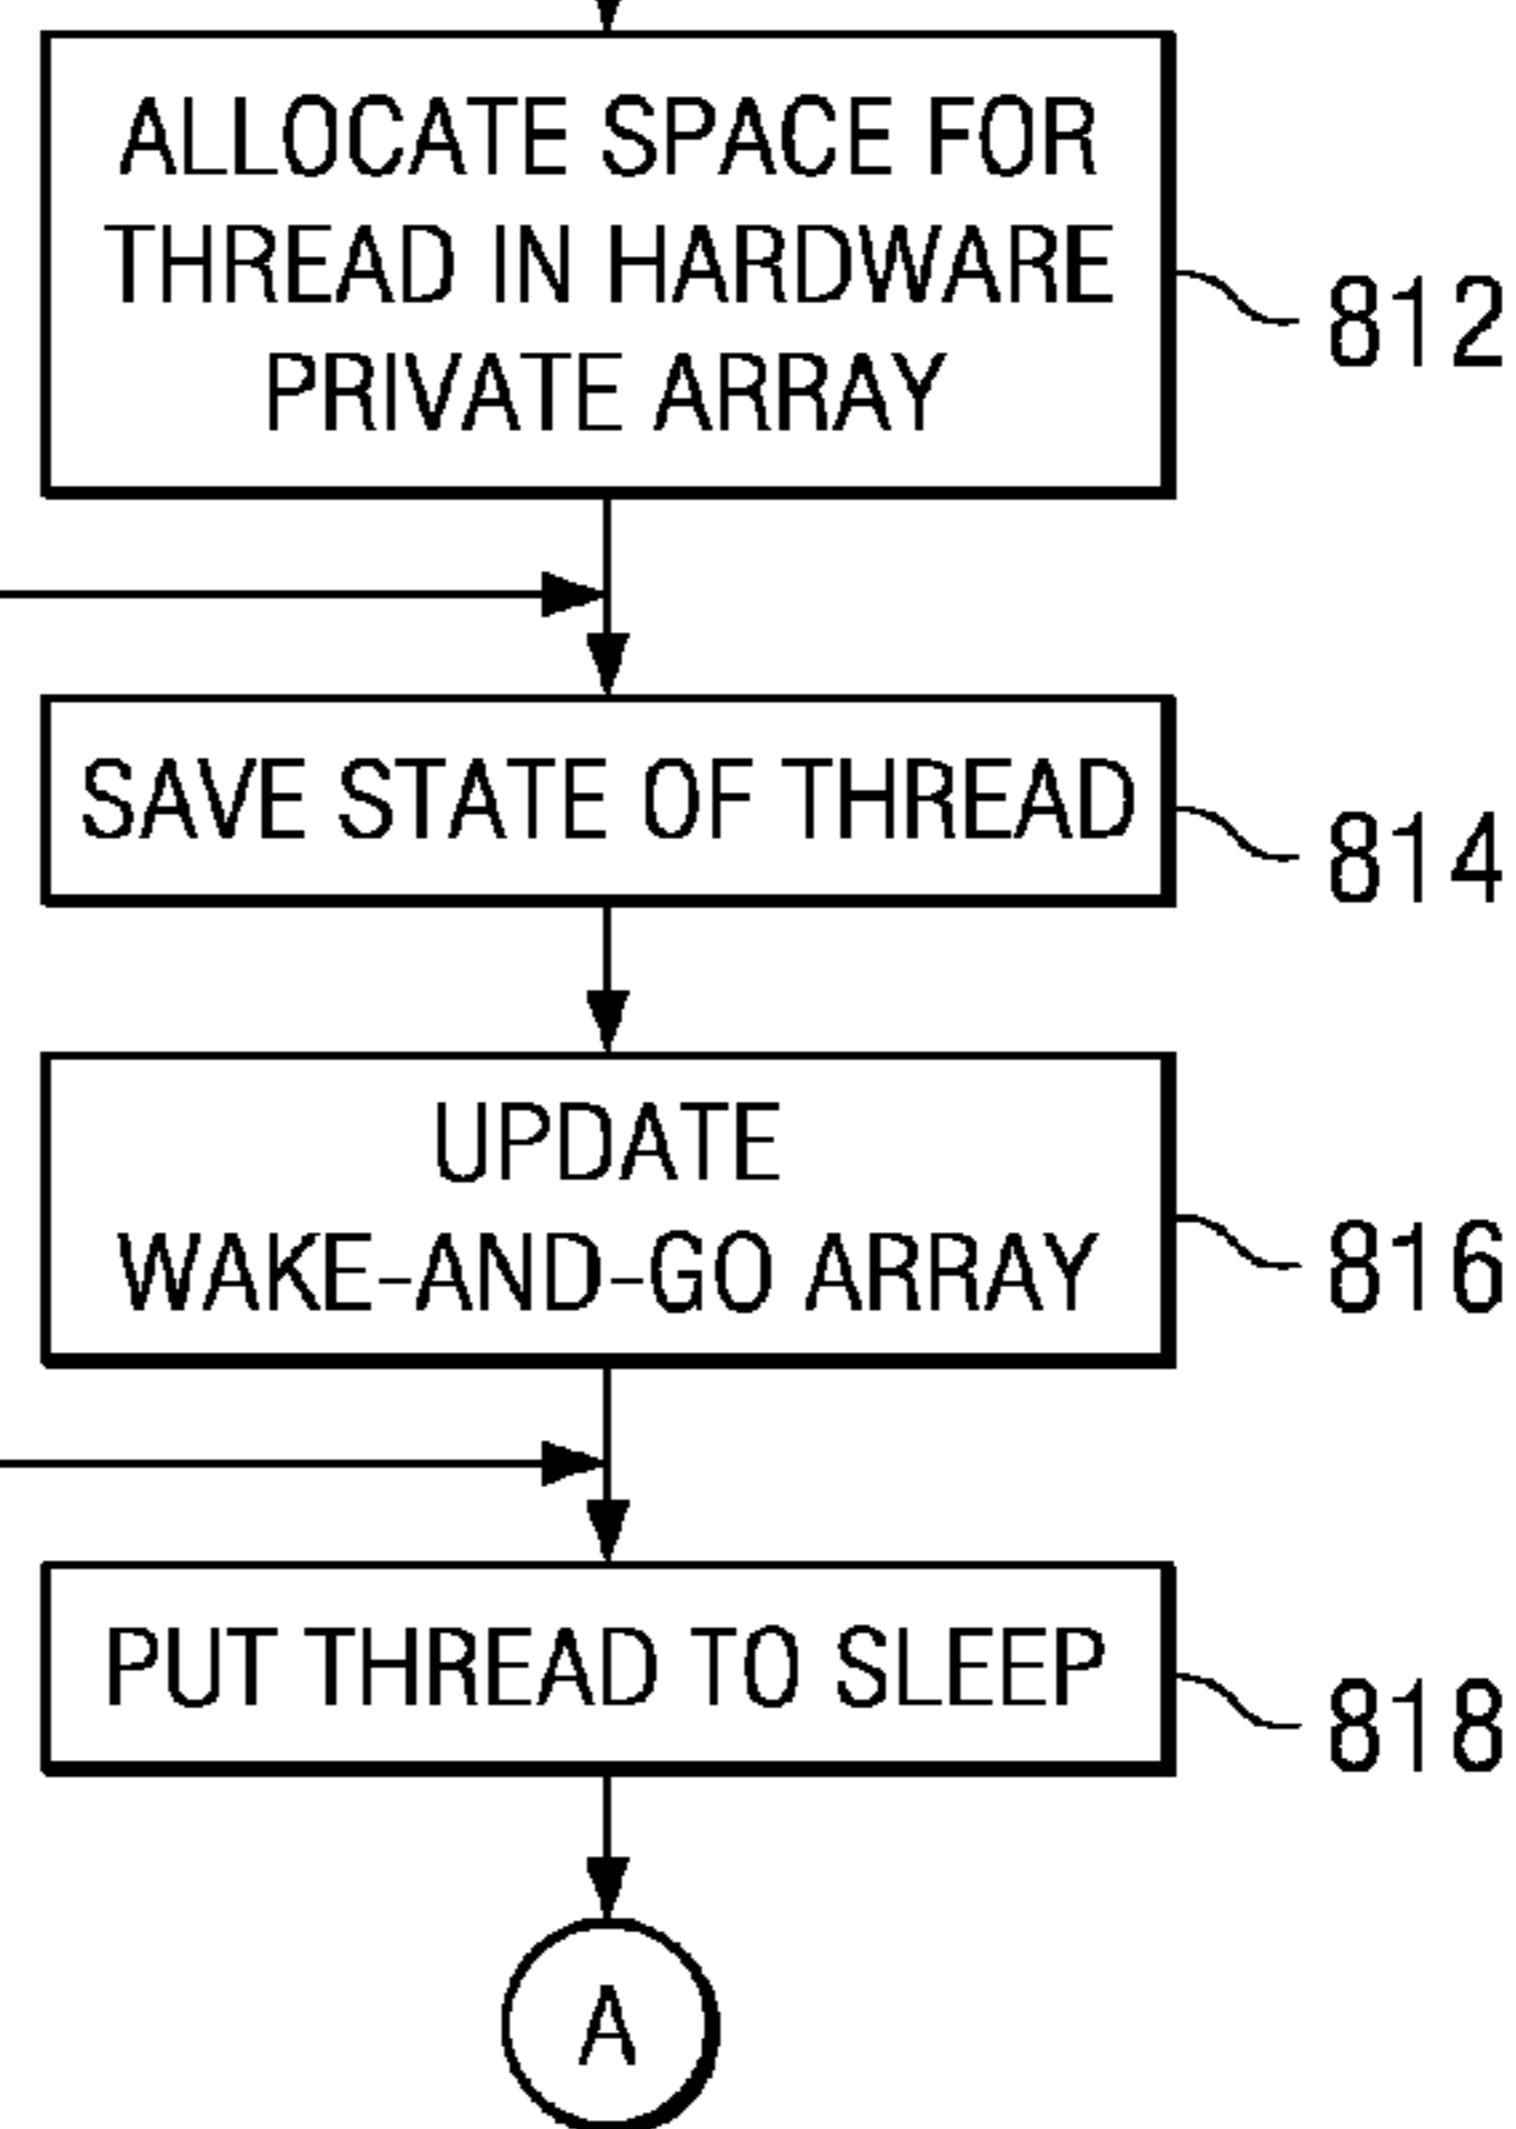 ALLOCATE SPACE FOR
THREAD IN HARDWARE
PRIVATE ARRAY
812
SAVE STATE OF THREAD
814
UPDATE
WAKE-AND-GO ARRAY
816
PUT THREAD TO SLEEP
818
A